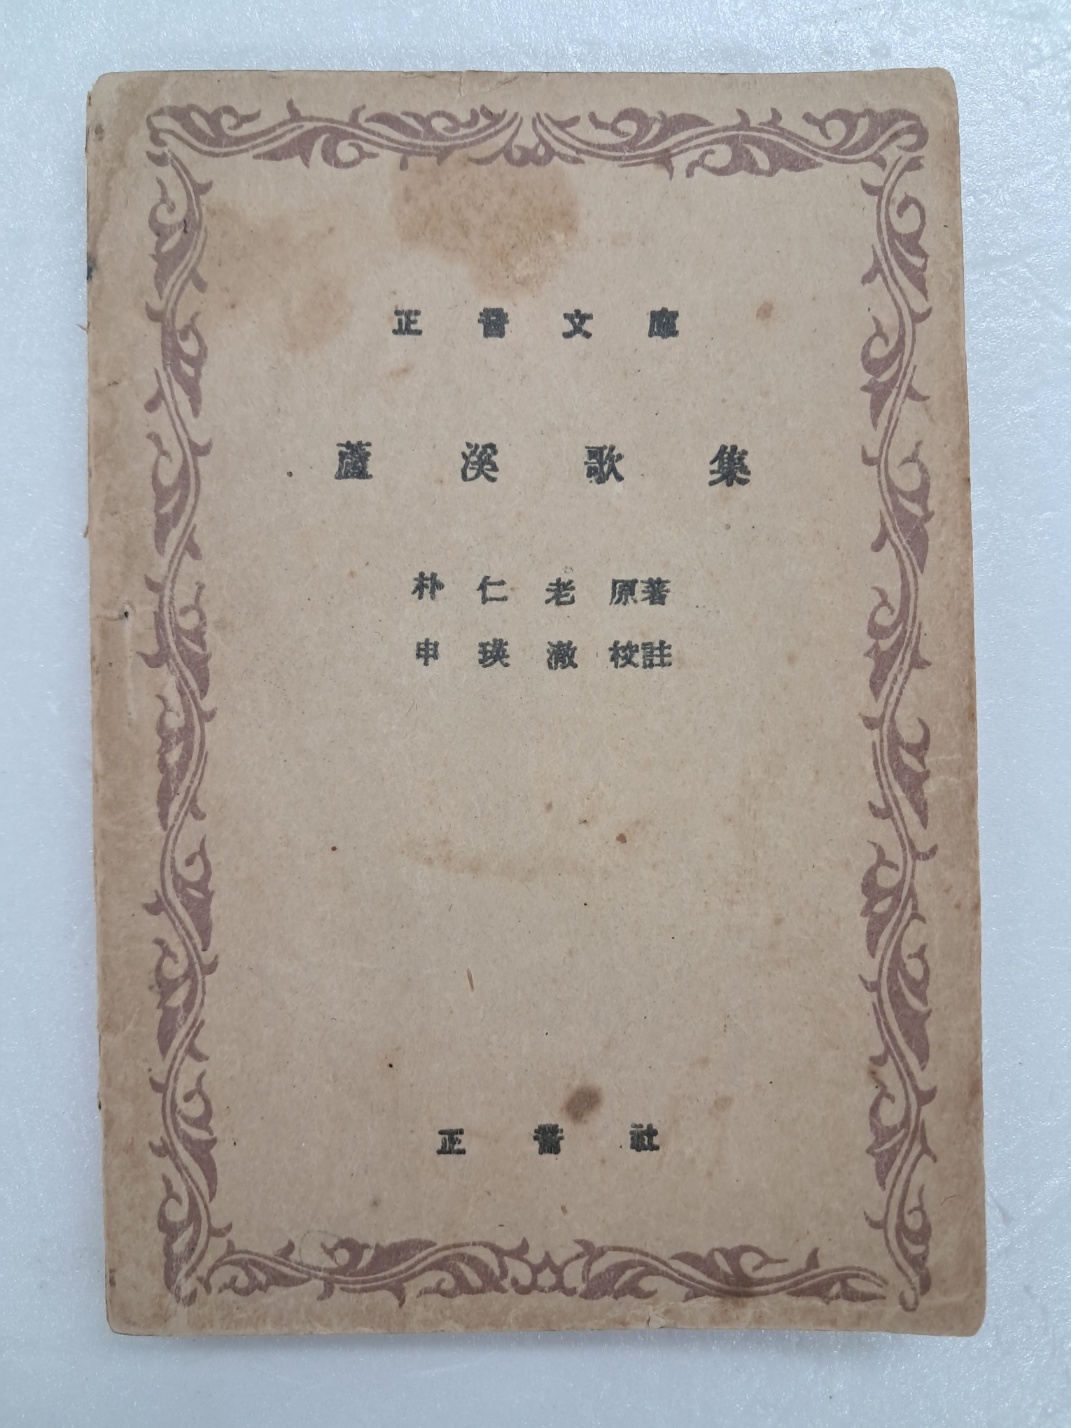 正音文庫
蘆溪歌集
朴仁老 原著
申瑛澈 校註
正音社